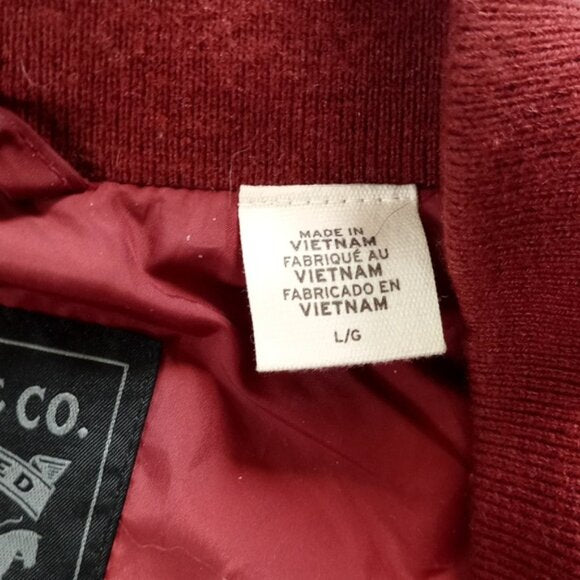 MADE IN
VIETNAM
FABRIQUÉ AU
VIETNAM
FABRICADO EN
VIETNAM
L/G
CO.